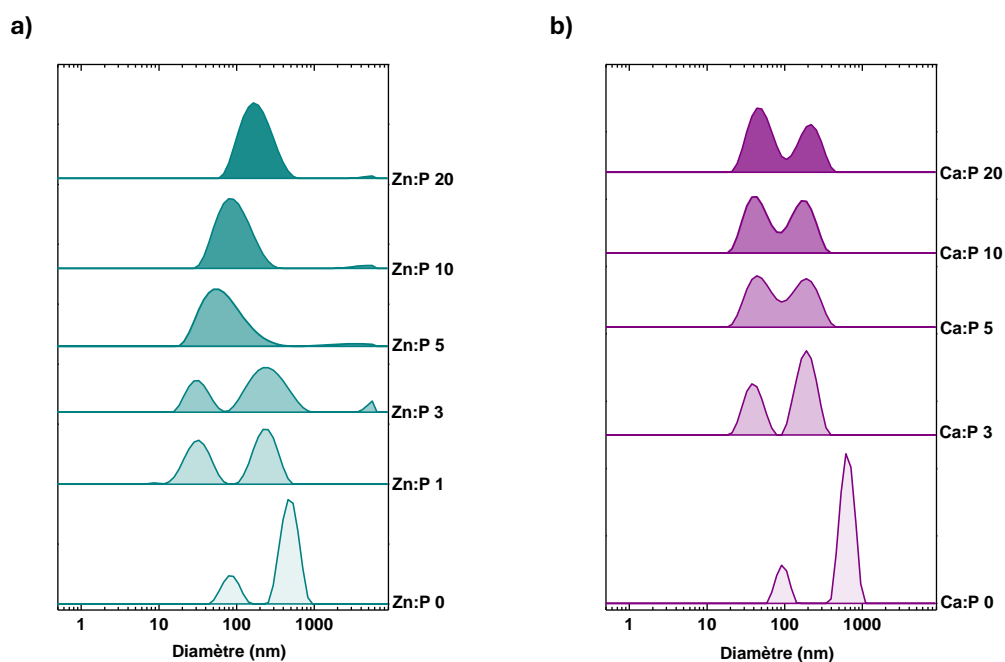 a)
Zn:P 20
Zn:P 10
Zn:P 5
Zn:P 3
Zn:P 1
Zn:P 0
1 10 100 1000
Diamètre (nm)
b)
Ca:P 20
Ca:P 10
Ca:P 5
Ca:P 3
Ca:P 0
1 10 100 1000
Diamètre (nm)